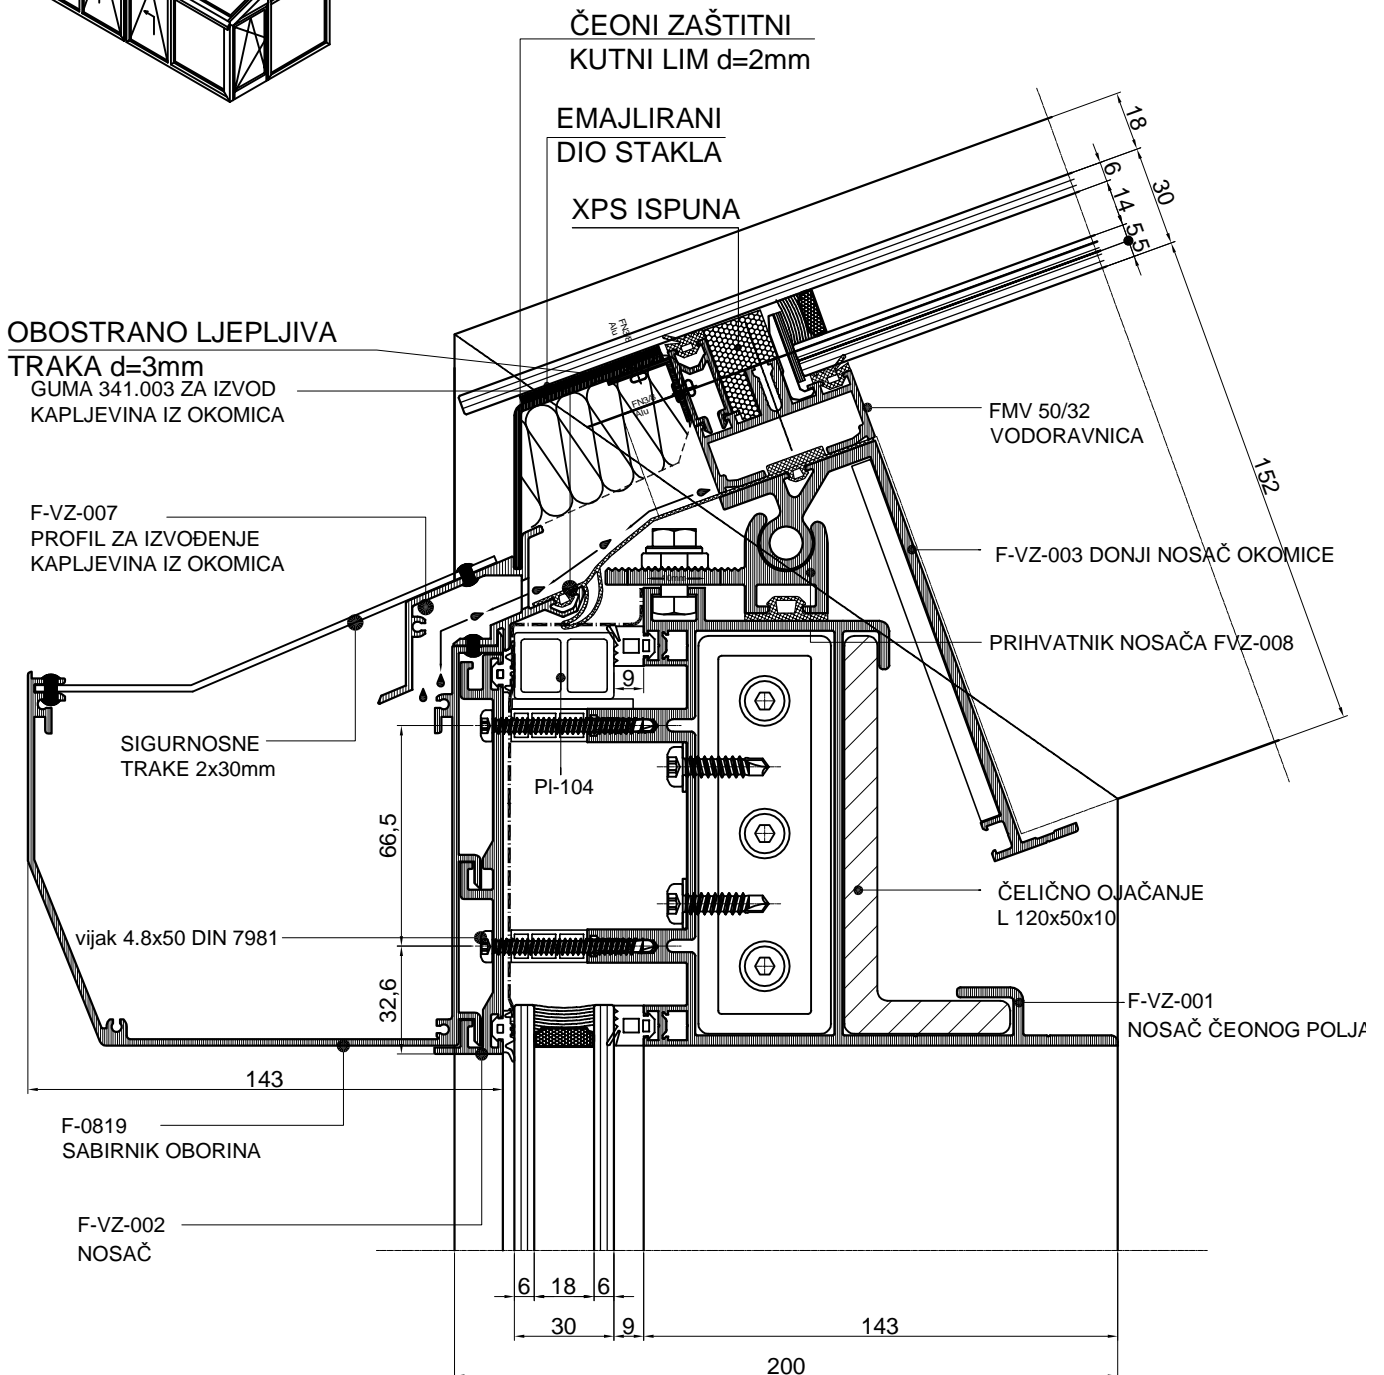 ČEONI ZAŠTITNI
KUTNI LIM d=2mm
EMAJLIRANI
DIO STAKLA
XPS ISPUNA
18
6
30
14
5
5
OBOSTRANO LJEPLJIVA
TRAKA d=3mm
GUMA 341.003 ZA IZVOD
KAPLJEVINA IZ OKOMICA
Alu
FN3/8
Alu
FMV 50/32
VODORAVNICA
152
F-VZ-007
PROFIL ZA IZVOĐENJE
KAPLJEVINA IZ OKOMICA
F-VZ-003 DONJI NOSAČ OKOMICE
PRIHVATNIK NOSAČA FVZ-008
9
SIGURNOSNE
TRAKE 2x30mm
PI-104
66,5
ČELIČNO OJAČANJE
L 120x50x10
vijak 4.8x50 DIN 7981
32,6
F-VZ-001
NOSAČ ČEONOG POLJA
143
F-0819
SABIRNIK OBORINA
F-VZ-002
NOSAČ
6 18 6
30 9 143
200